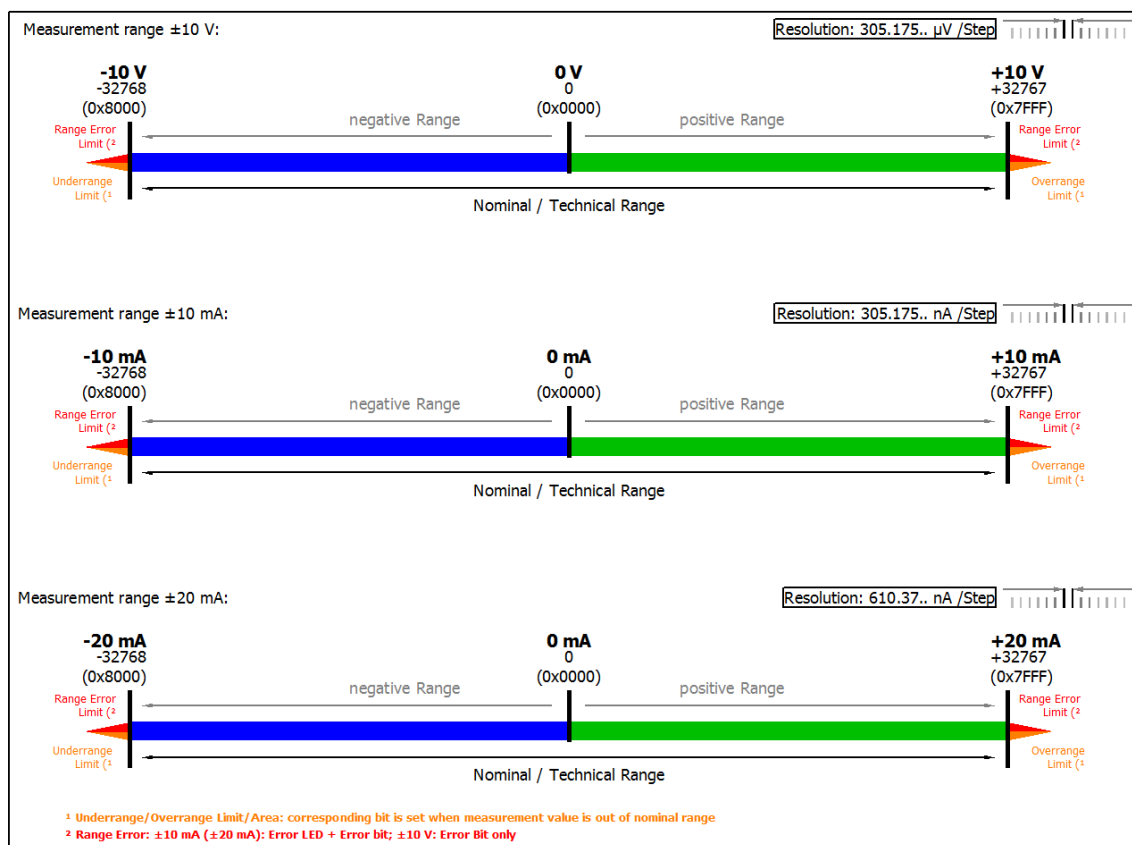 Measurement range ±10 V:
Resolution: 305.175.. µV /Step
-10 V
-32768
(0x8000)
0 V
0
(0x0000)
+10 V
+32767
(0x7FFF)
negative Range
positive Range
Range Error
Limit (²
Range Error
Limit (²
Underrange
Limit (¹
Overrange
Limit (¹
Nominal / Technical Range
Measurement range ±10 mA:
Resolution: 305.175.. nA /Step
-10 mA
-32768
(0x8000)
0 mA
0
(0x0000)
+10 mA
+32767
(0x7FFF)
negative Range
positive Range
Range Error
Limit (²
Range Error
Limit (²
Underrange
Limit (¹
Overrange
Limit (¹
Nominal / Technical Range
Measurement range ±20 mA:
Resolution: 610.37.. nA /Step
-20 mA
-32768
(0x8000)
0 mA
0
(0x0000)
+20 mA
+32767
(0x7FFF)
negative Range
positive Range
Range Error
Limit (²
Range Error
Limit (²
Underrange
Limit (¹
Overrange
Limit (¹
Nominal / Technical Range
¹ Underrange/Overrange Limit/Area: corresponding bit is set when measurement value is out of nominal range
² Range Error: ±10 mA (±20 mA): Error LED + Error bit; ±10 V: Error Bit only